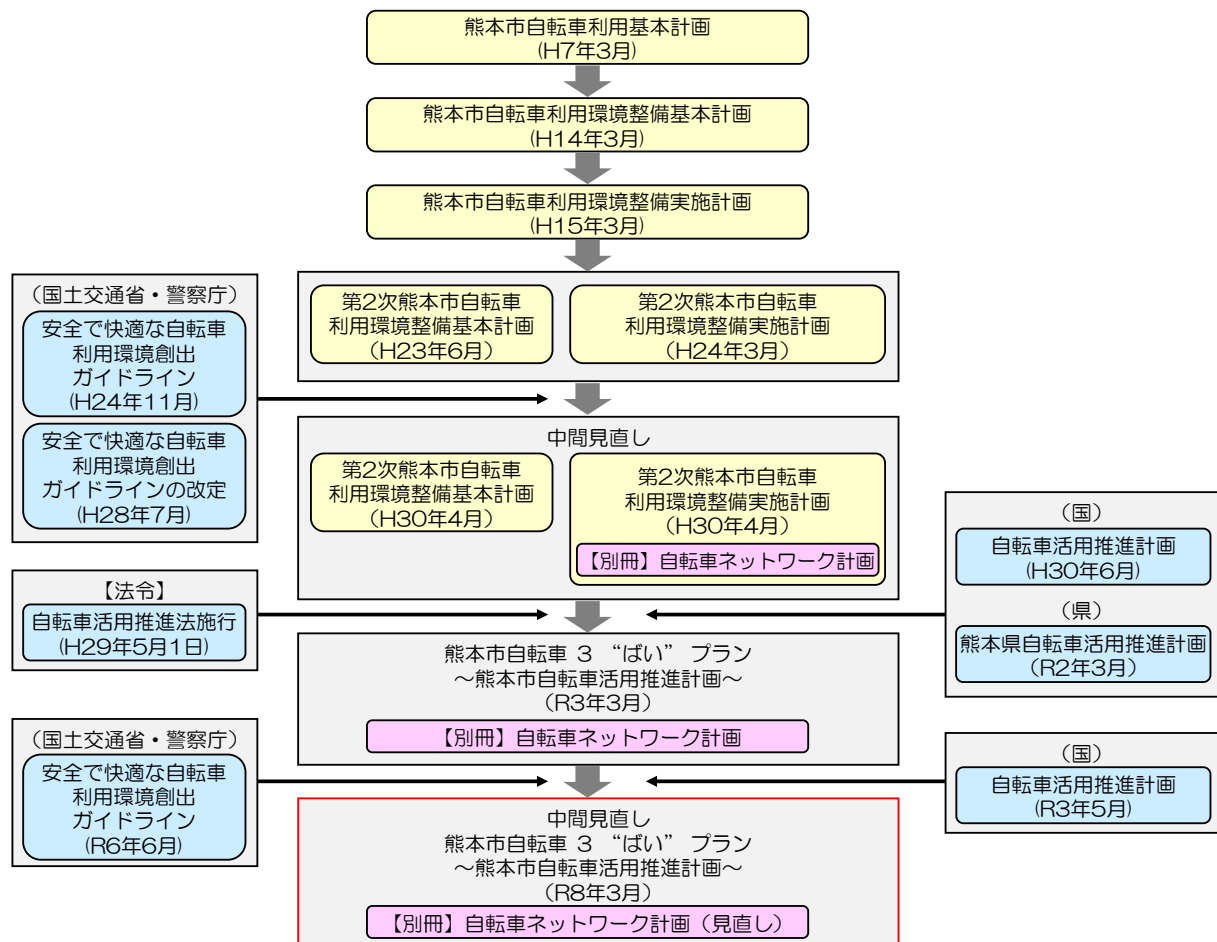 熊本市自転車利用基本計画
(H7年3月)
熊本市自転車利用環境整備基本計画
(H14年3月)
熊本市自転車利用環境整備実施計画
(H15年3月)
（国土交通省・警察庁）
安全で快適な自転車
利用環境創出
ガイドライン
(H24年11月)
安全で快適な自転車
利用環境創出
ガイドラインの改定
(H28年7月)
第2次熊本市自転車
利用環境整備基本計画
（H23年6月）
第2次熊本市自転車
利用環境整備実施計画
（H24年3月）
中間見直し
第2次熊本市自転車
利用環境整備基本計画
（H30年4月）
第2次熊本市自転車
利用環境整備実施計画
（H30年4月）
【別冊】自転車ネットワーク計画
（国）
自転車活用推進計画
(H30年6月)
（県）
熊本県自転車活用推進計画
（R2年3月）
【法令】
自転車活用推進法施行
(H29年5月1日)
熊本市自転車 3 “ばい” プラン
～熊本市自転車活用推進計画～
（R3年3月）
【別冊】自転車ネットワーク計画
（国土交通省・警察庁）
安全で快適な自転車
利用環境創出
ガイドライン
(R6年6月)
（国）
自転車活用推進計画
（R3年5月）
中間見直し
熊本市自転車 3 “ばい” プラン
～熊本市自転車活用推進計画～
（R8年3月）
【別冊】自転車ネットワーク計画（見直し）